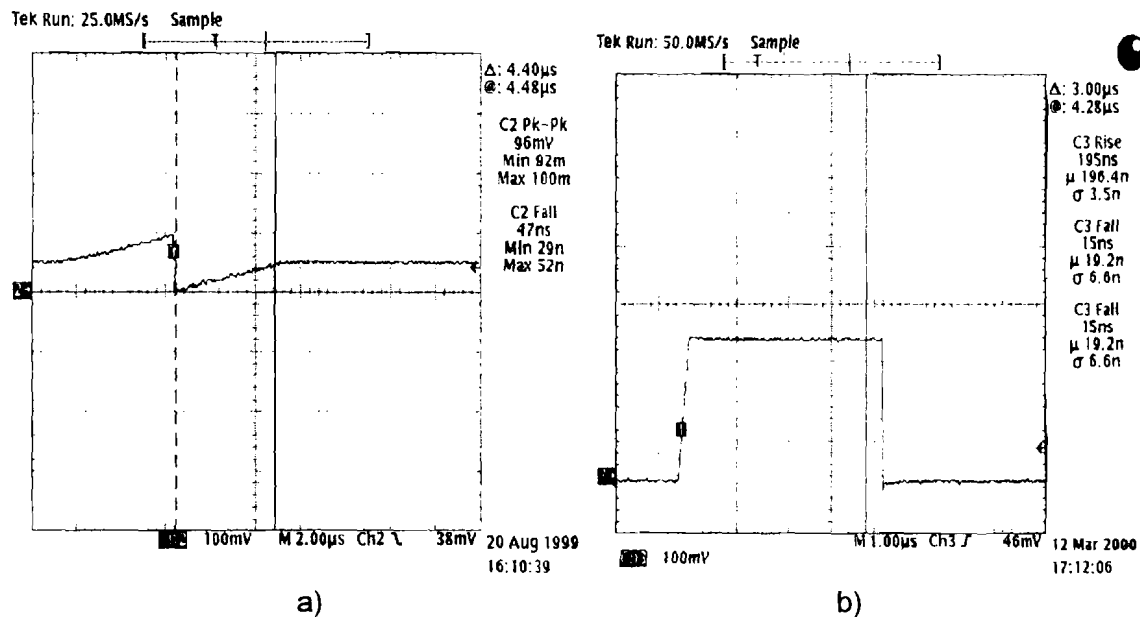 Tek Run: 25.0MS/s Sample
Δ: 4.40µs
@: 4.48µs
C2 Pk-Pk
96mV
Min 92m
Max 100m
C2 Fall
47ns
Min 29n
Max 52n
100mV M 2.00µs Ch2 38mV
20 Aug 1999
16:10:39
a)
Tek Run: 50.0MS/s Sample
Δ: 3.00µs
@: 4.28µs
C3 Rise
195ns
µ 196.4n
σ 3.5n
C3 Fall
15ns
µ 19.2n
σ 6.6n
C3 Fall
15ns
µ 19.2n
σ 6.6n
M 1.00µs Ch3 46mV
100mV
12 Mar 2000
17:12:06
b)